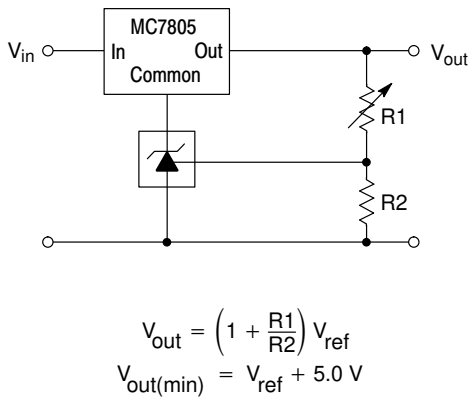 MC7805
V_in In Out V_out
Common
R1
R2
V_out = (1 + R1/R2) V_ref
V_out(min) = V_ref + 5.0 V